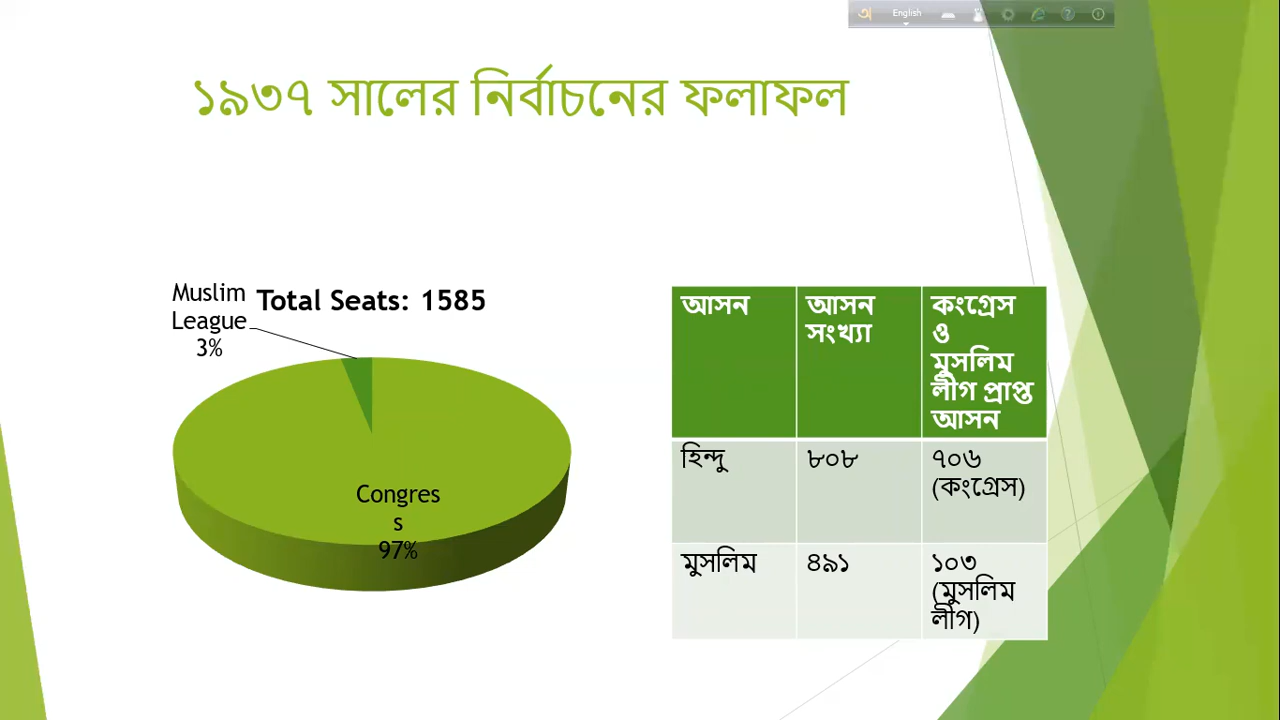 অ English
১৯৩৭ সালের নির্বাচনের ফলাফল
Total Seats: 1585
Muslim
League
3%
Congres
s
97%
আসন
আসন
সংখ্যা
কংগ্রেস
ও
মুসলিম
লীগ প্রাপ্ত
আসন
হিন্দু
৮০৮
৭০৬
(কংগ্রেস)
মুসলিম
৪৯১
১০৩
(মুসলিম
লীগ)